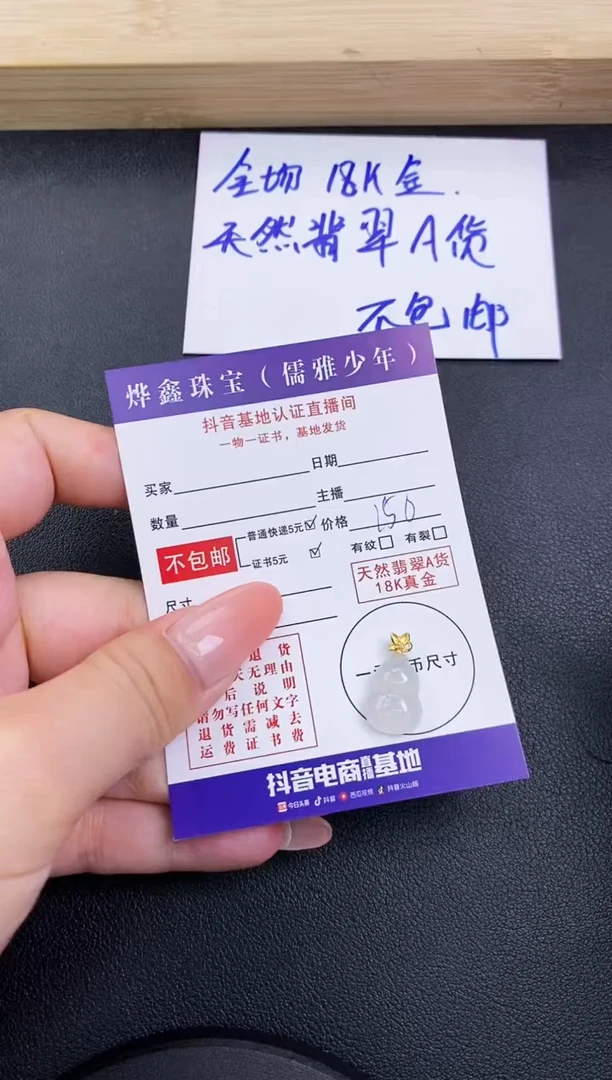 全场 18K金.
天然翡翠A货
不包邮
烨鑫珠宝（儒雅少年）
抖音基地认证直播间
一物一证书，基地发货
买家 日期
数量 主播
不包邮 普通快递5元☑ 价格 150
证书5元 ☑ 有纹□ 有裂□
尺寸
天然翡翠A货
18K真金
退货
天无理由
后说明
请勿写任何文字
退货需减去
运费证书费
一 币尺寸
抖音电商直播基地
今日头条 抖音 西瓜视频 抖音火山版